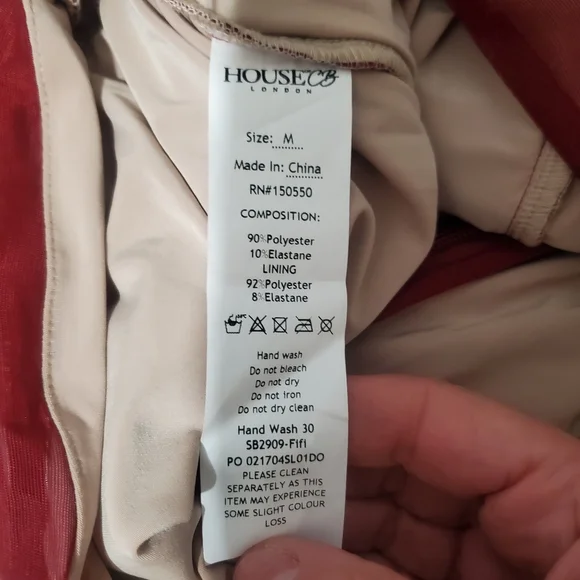 HOUSE CB
LONDON
Size: M
Made In: China
RN#150550
COMPOSITION:
90%Polyester
10%Elastane
LINING
92%Polyester
8%Elastane
Hand wash
Do not bleach
Do not dry
Do not iron
Do not dry clean
Hand Wash 30
SB2909-Fifi
PO 021704SL01DO
PLEASE CLEAN
SEPARATELY AS THIS
ITEM MAY EXPERIENCE
SOME SLIGHT COLOUR
LOSS